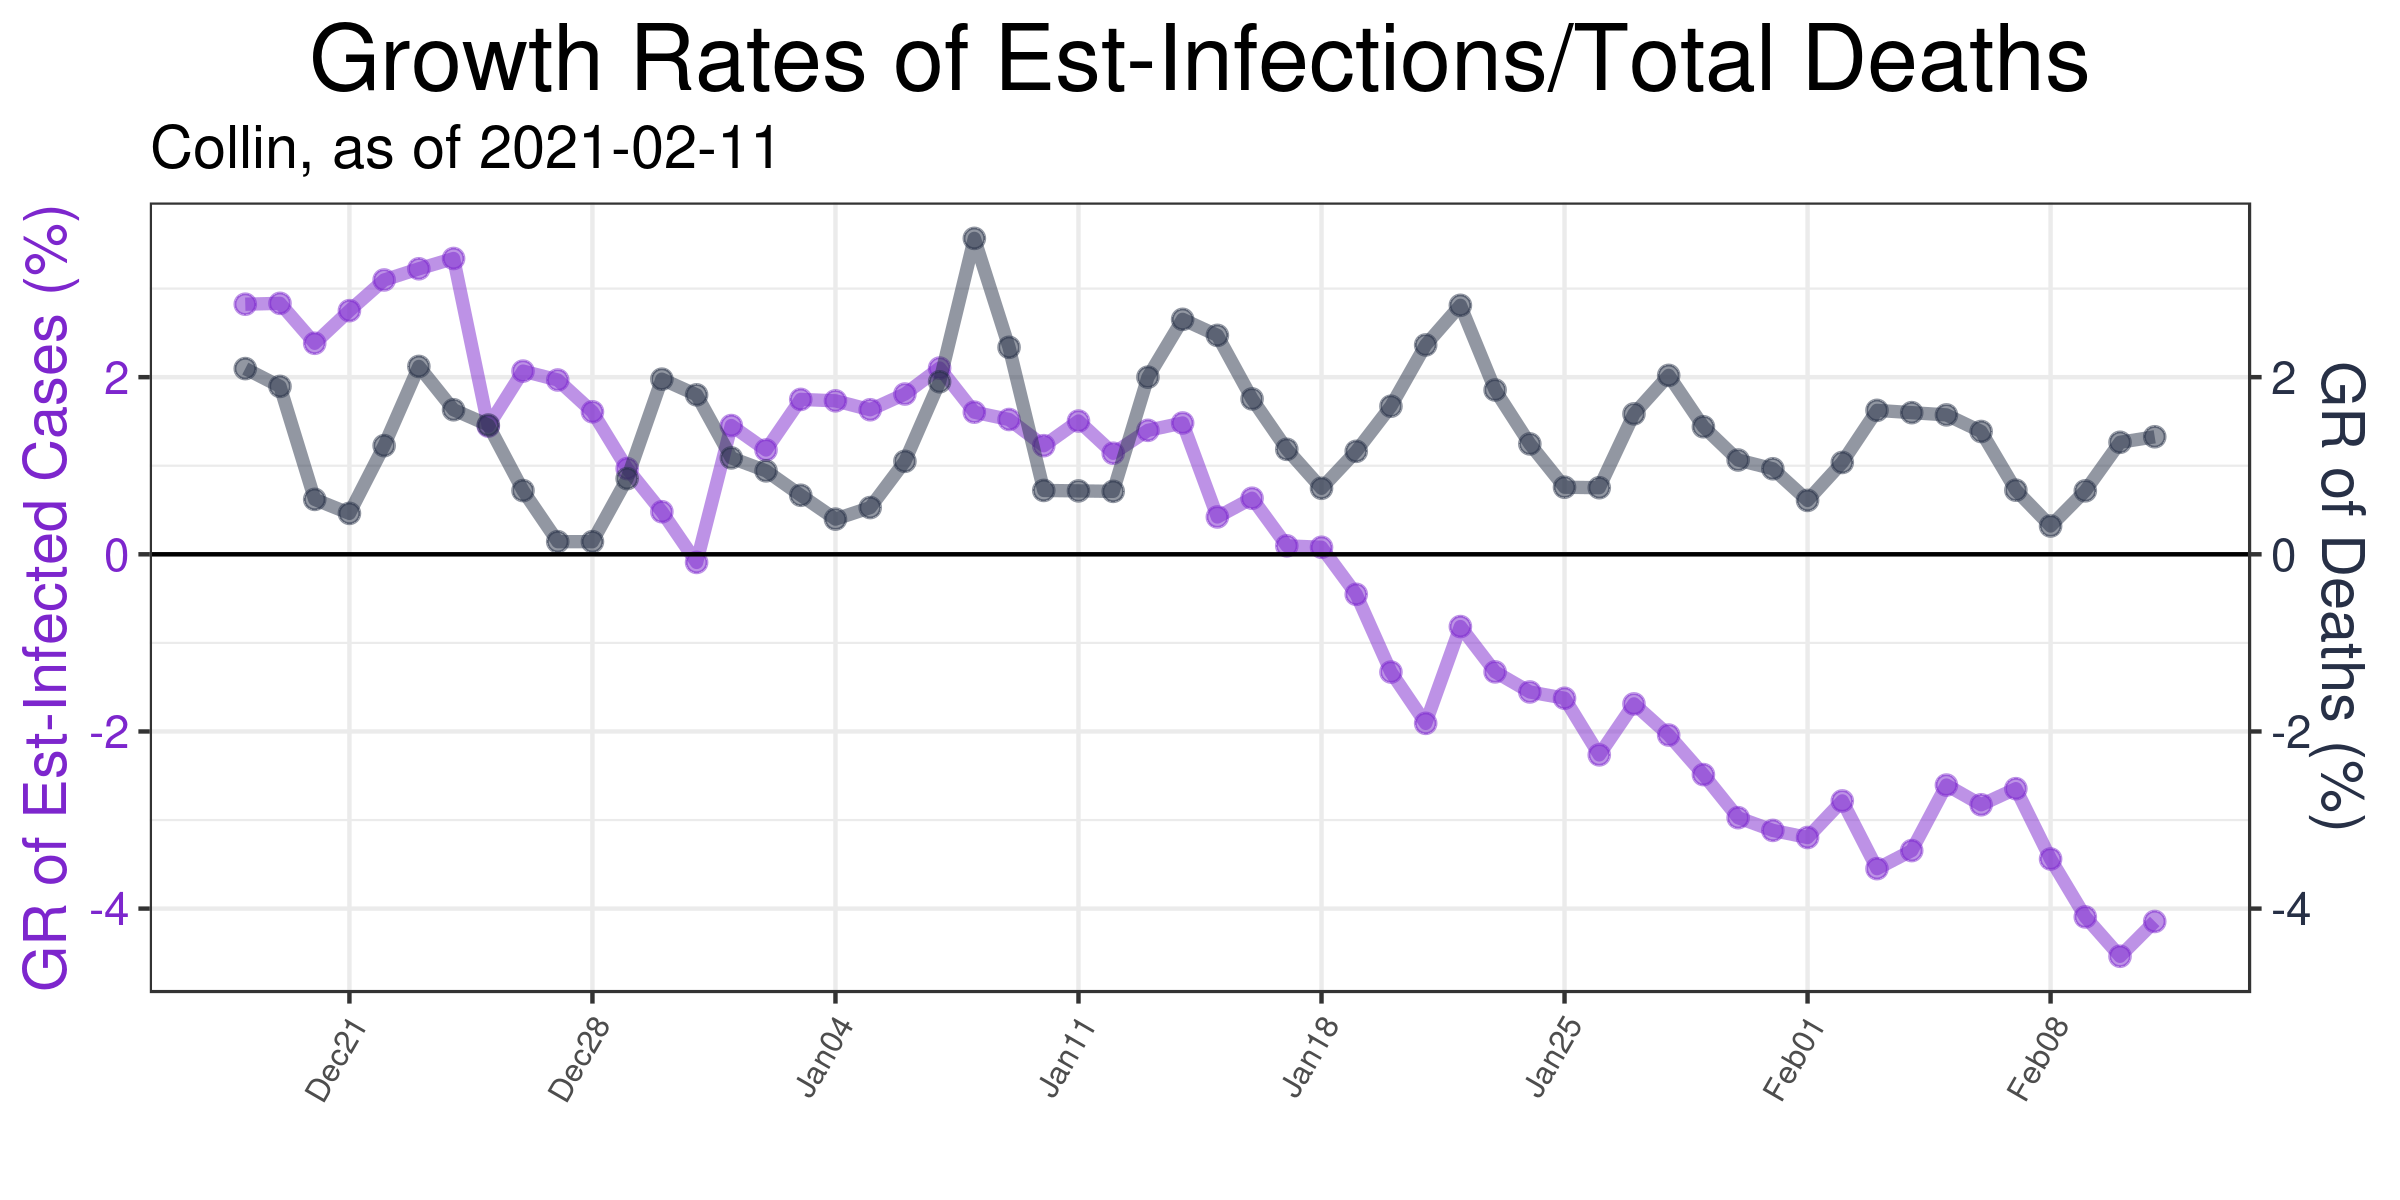 Growth Rates of Est-Infections/Total Deaths
Collin, as of 2021-02-11
GR of Est-Infected Cases (%)
2
0
-2
-4
2
0
-2
-4
GR of Deaths (%)
Dec21
Dec28
Jan04
Jan11
Jan18
Jan25
Feb01
Feb08